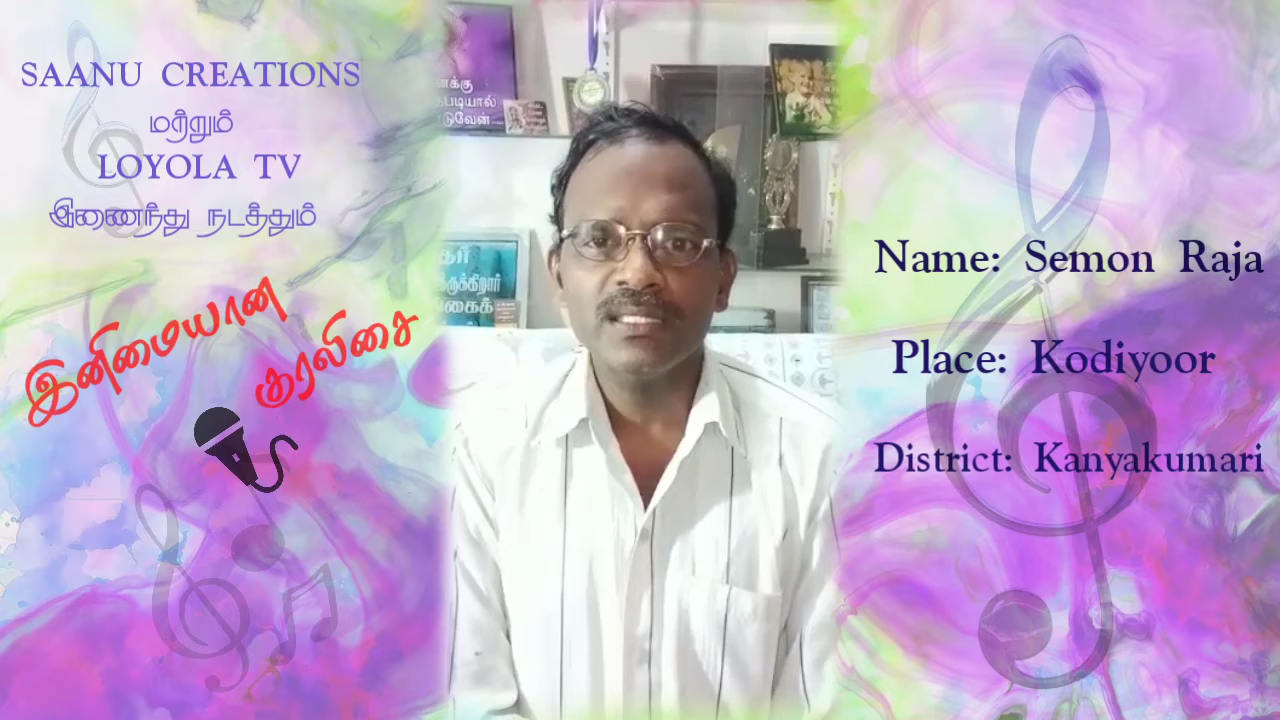 SAANU CREATIONS
மற்றும்
LOYOLA TV
இணைந்து நடத்தும்
இனிமையான
குரலிசை
Name: Semon Raja
Place: Kodiyoor
District: Kanyakumari